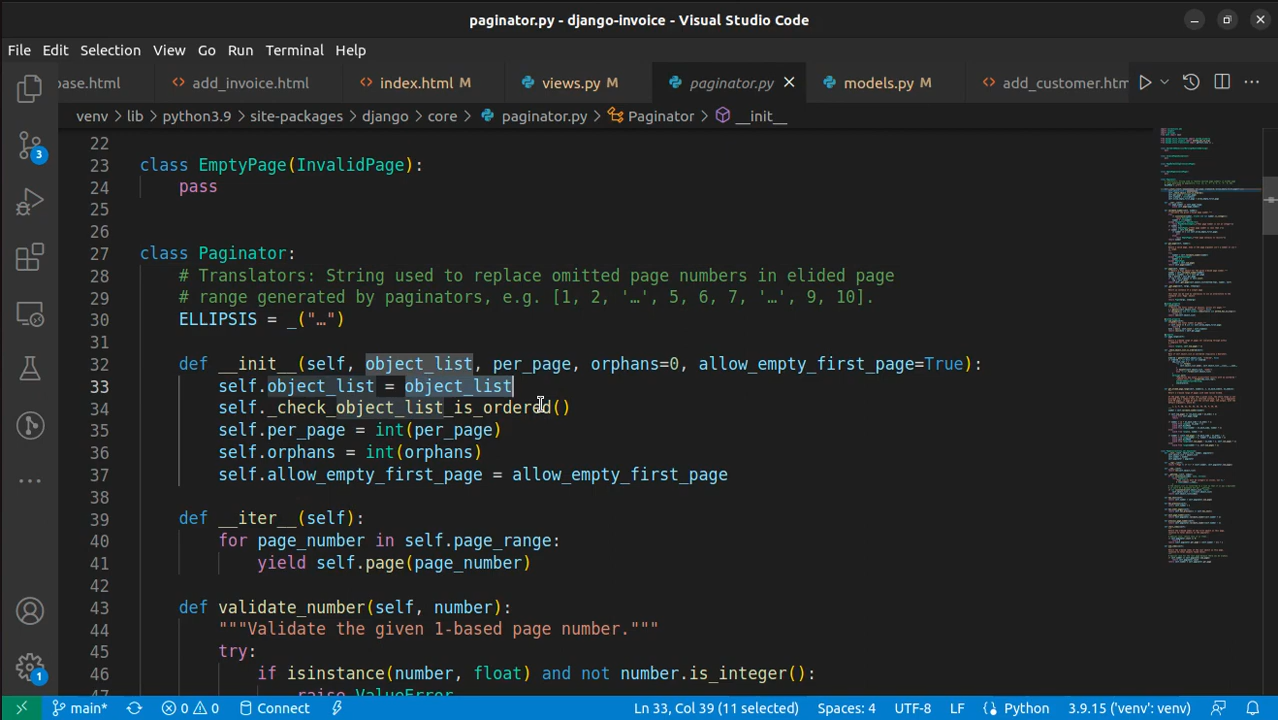 paginator.py - django-invoice - Visual Studio Code
File Edit Selection View Go Run Terminal Help
base.html add_invoice.html index.html M views.py M paginator.py models.py M add_customer.htm
venv > lib > python3.9 > site-packages > django > core > paginator.py > Paginator > __init__
22
23 class EmptyPage(InvalidPage):
24 pass
25
26
27 class Paginator:
28 # Translators: String used to replace omitted page numbers in elided page
29 # range generated by paginators, e.g. [1, 2, '…', 5, 6, 7, '…', 9, 10].
30 ELLIPSIS = _("…")
31
32 def __init__(self, object_list, per_page, orphans=0, allow_empty_first_page=True):
33 self.object_list = object_list
34 self._check_object_list_is_ordered()
35 self.per_page = int(per_page)
36 self.orphans = int(orphans)
37 self.allow_empty_first_page = allow_empty_first_page
38
39 def __iter__(self):
40 for page_number in self.page_range:
41 yield self.page(page_number)
42
43 def validate_number(self, number):
44 """Validate the given 1-based page number."""
45 try:
46 if isinstance(number, float) and not number.is_integer():
47 raise ValueError
3
1
main* 0 0 Connect Ln 33, Col 39 (11 selected) Spaces: 4 UTF-8 LF Python 3.9.15 ('venv': venv)